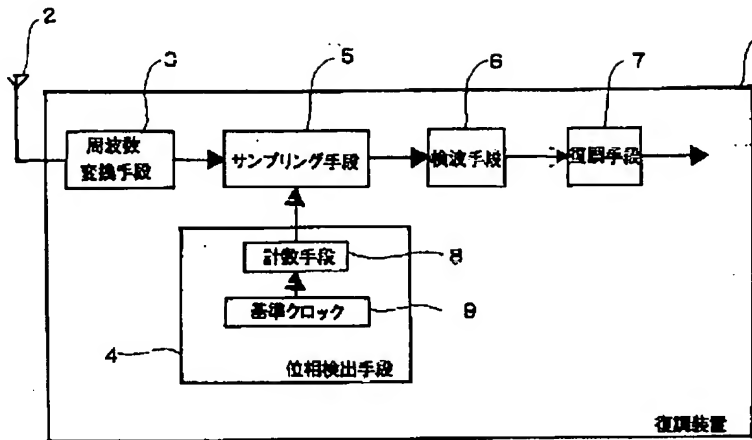 2
3
5
6
7
周波数
変換手段
サンプリング手段
検波手段
復調手段
計数手段
8
基準クロック
9
4
位相検出手段
復調装置